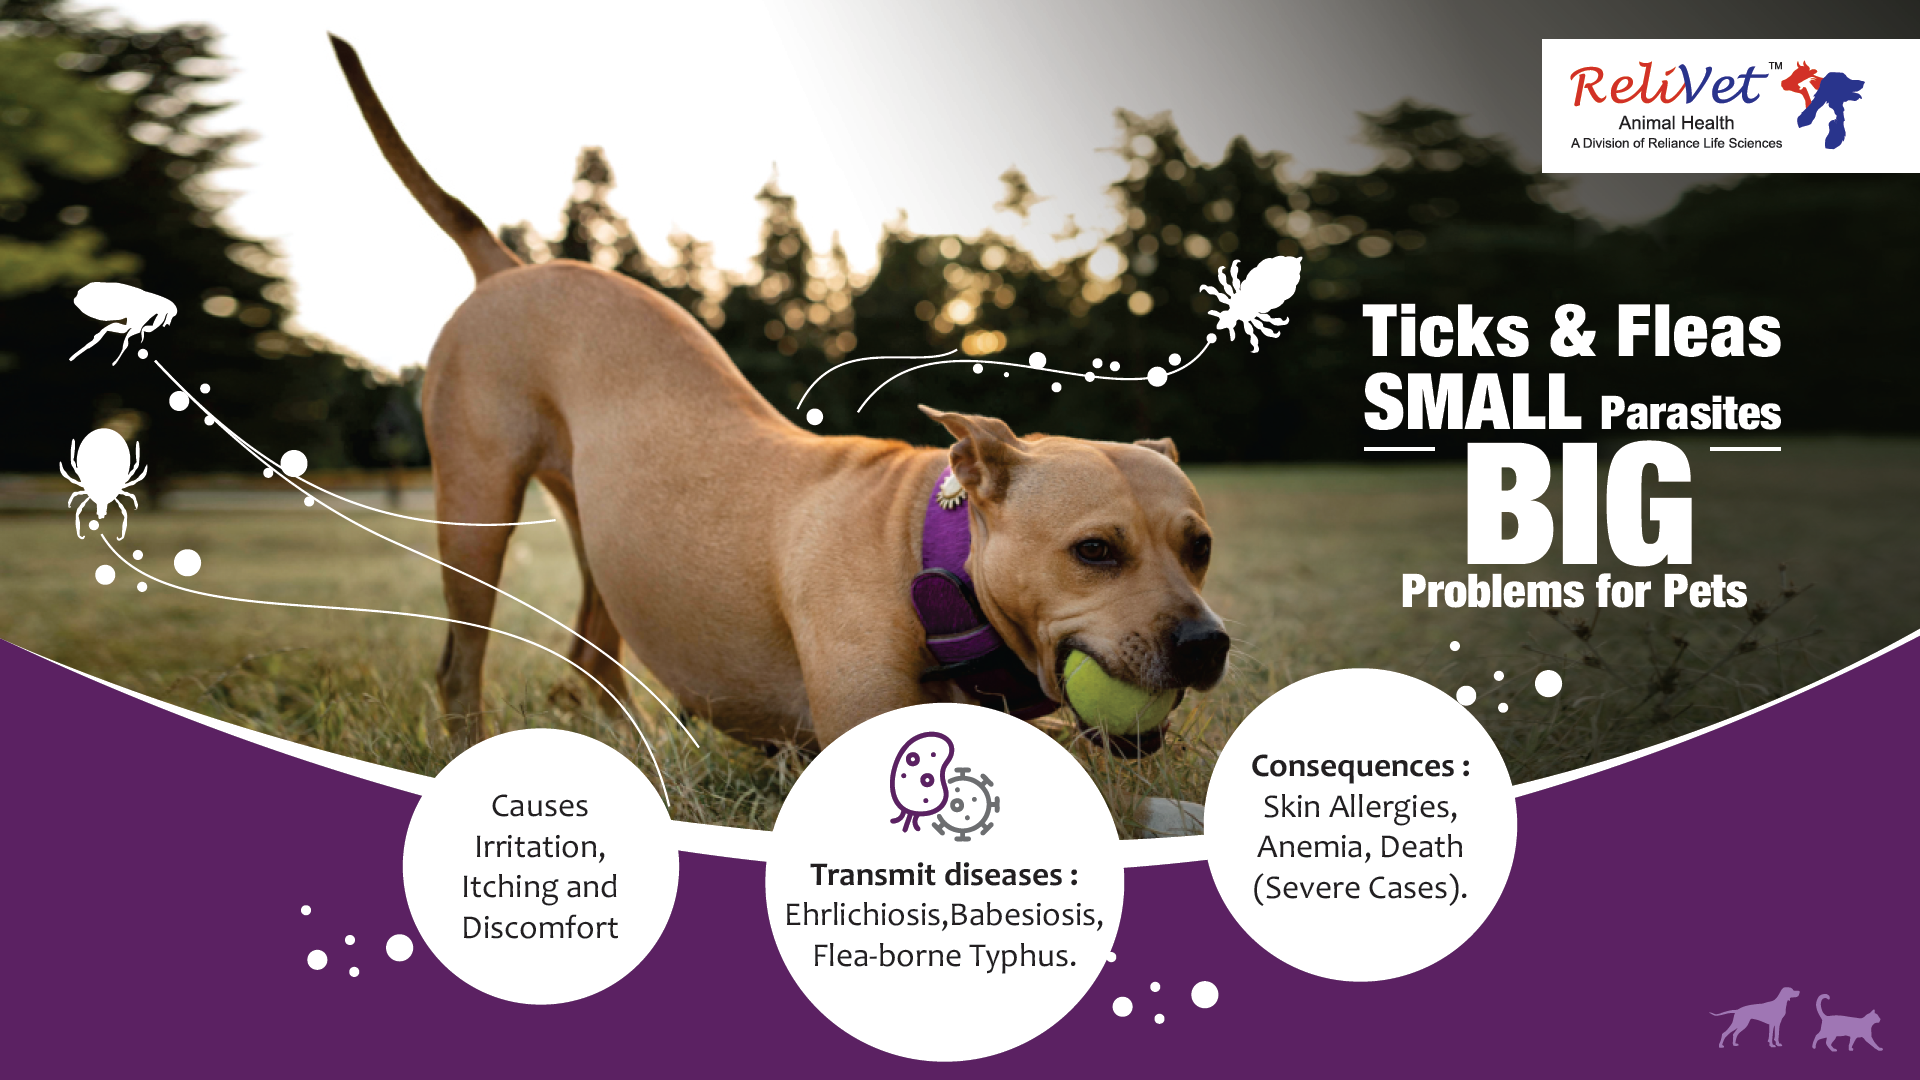 ReliVet™
Animal Health
A Division of Reliance Life Sciences
Ticks & Fleas
SMALL Parasites
BIG
Problems for Pets
Causes
Irritation,
Itching and
Discomfort
Transmit diseases :
Ehrlichiosis,Babesiosis,
Flea-borne Typhus.
Consequences :
Skin Allergies,
Anemia, Death
(Severe Cases).